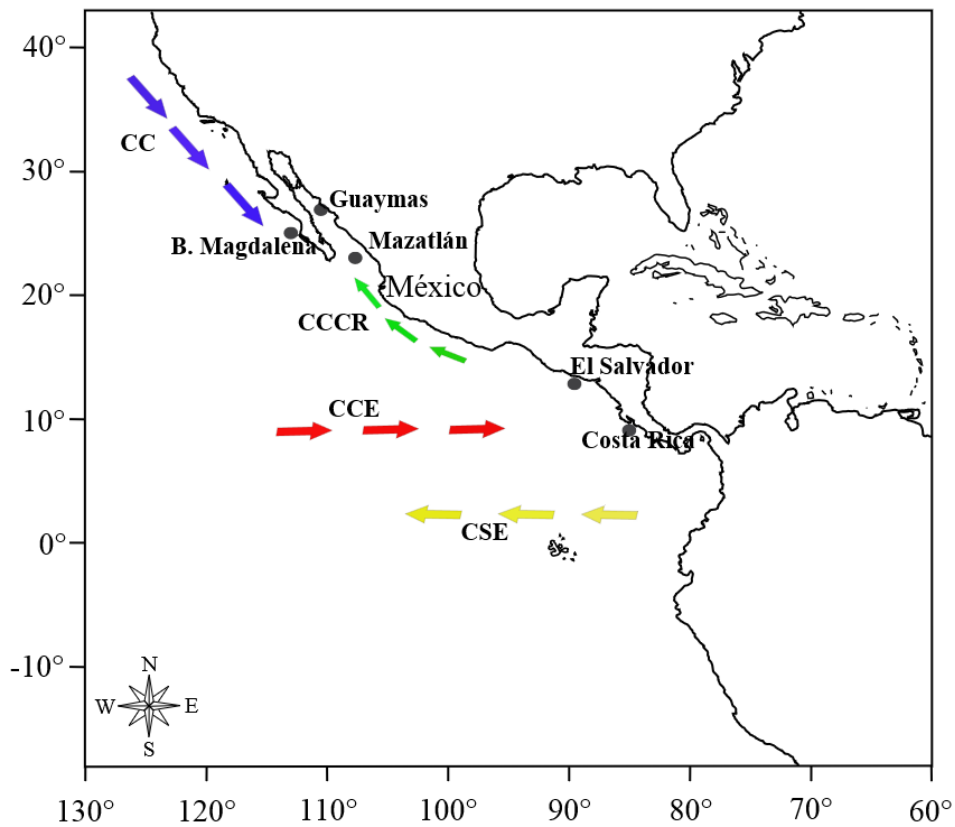 40°
CC
30°
Guaymas
B. Magdalena
Mazatlán
20°
México
CCCR
El Salvador
CCE
10°
Costa Rica
CSE
0°
-10°
N
W
E
S
130°
120°
110°
100°
90°
80°
70°
60°